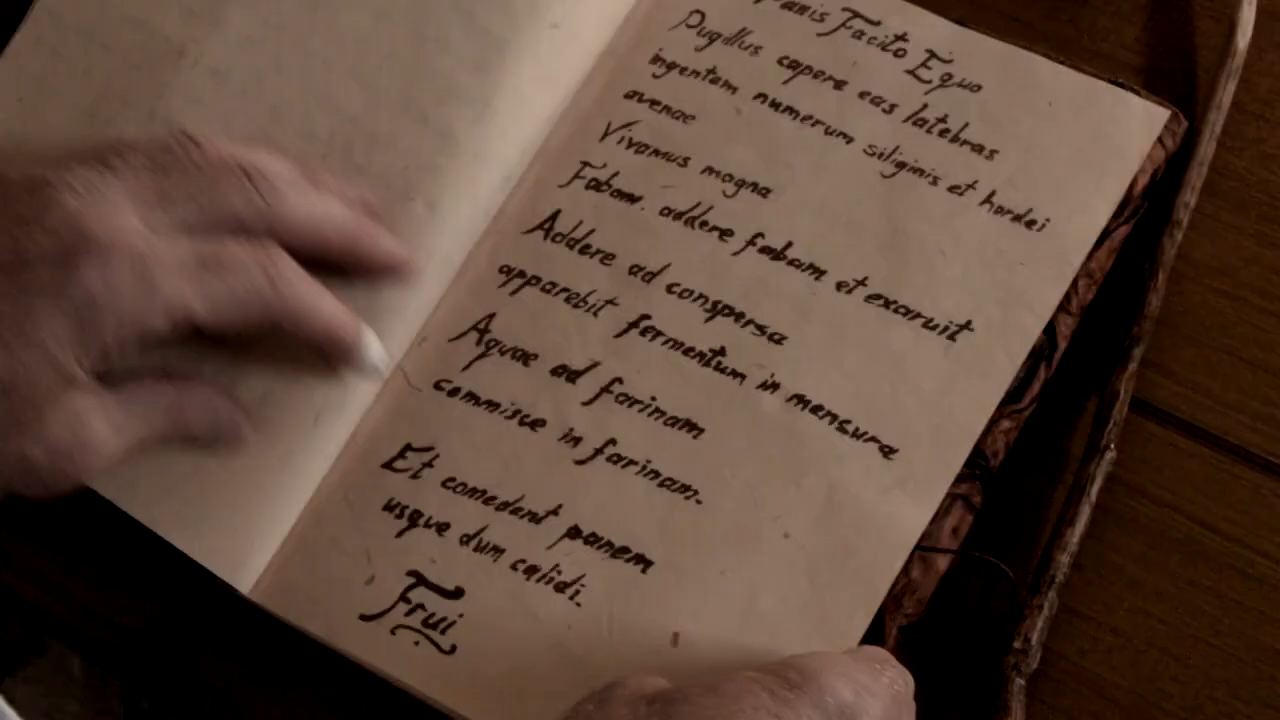 Panis Facito Equo
Pugillus capere eas latebras
ingentem numerum siliginis et hordei
avenae
Vivamus magna
Fabam. addere fabam et exaruit
Addere ad conspersa
apparebit fermentum in mensura
Aquae ad farinam
commisce in farinam.
Et comedent panem
usque dum calidi.
Frui